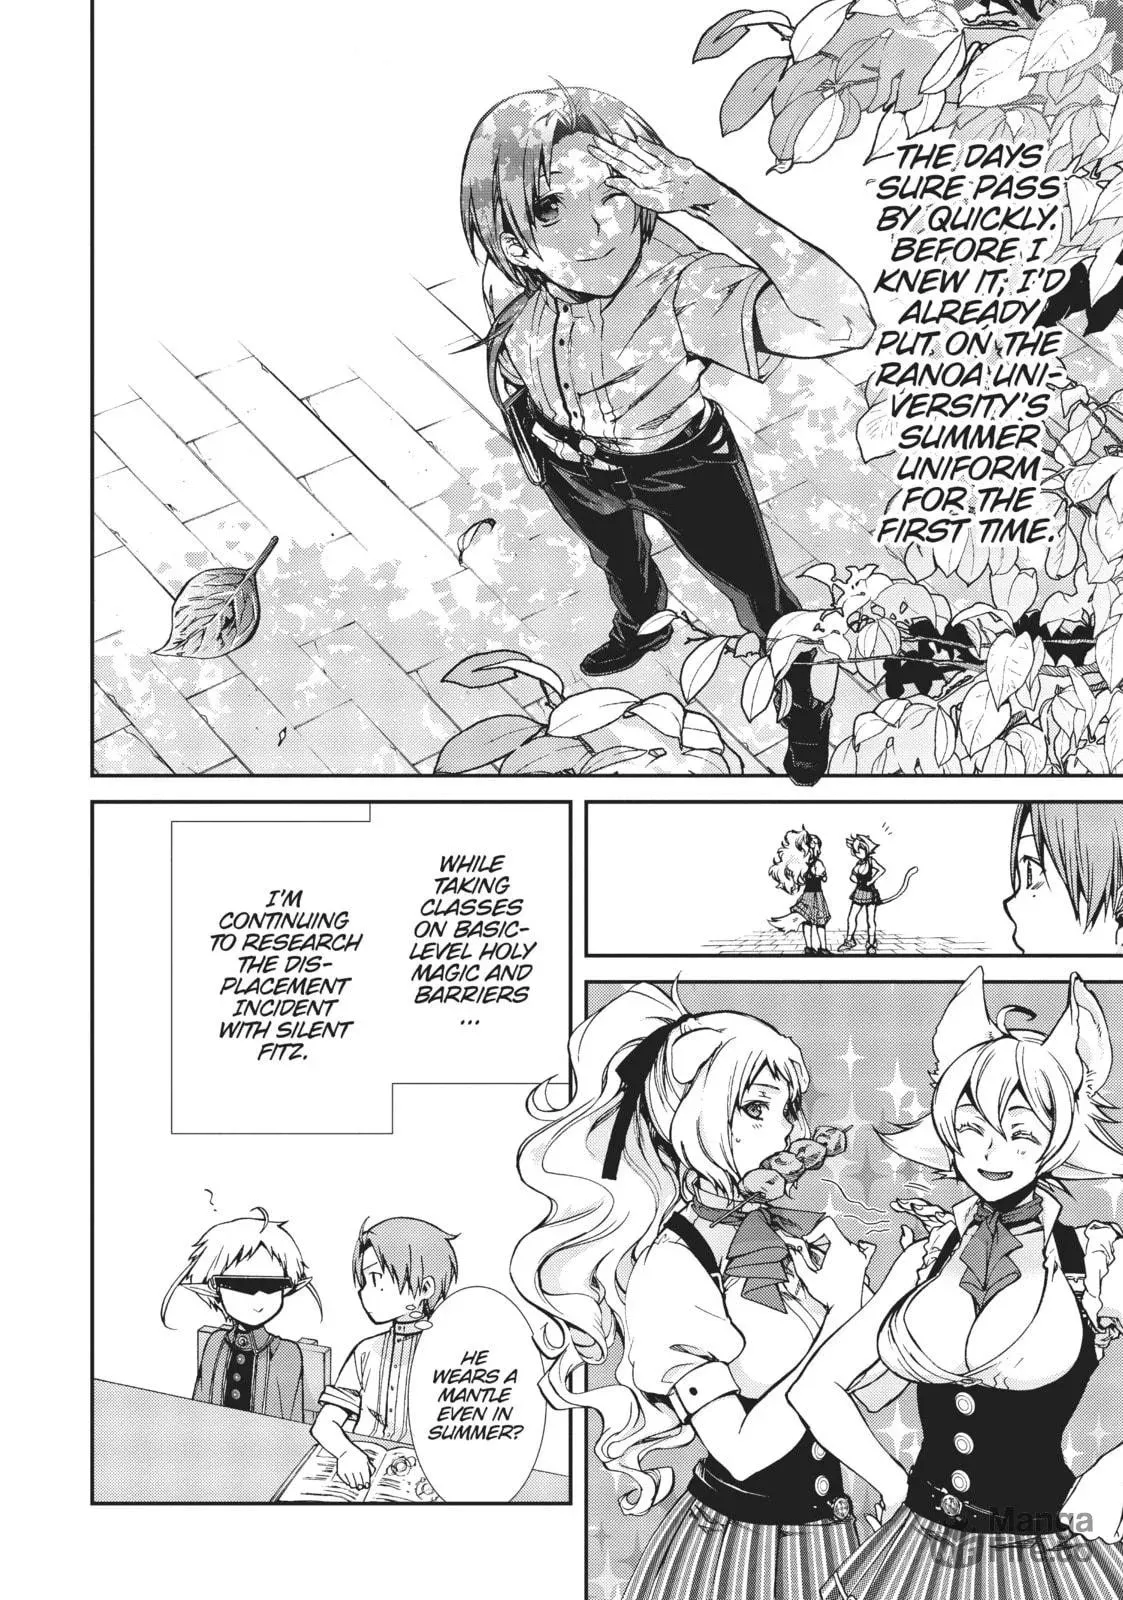 THE DAYS
SURE PASS
BY QUICKLY.
BEFORE I
KNEW IT, I'D
ALREADY
PUT ON THE
RANOA UNI-
VERSITY'S
SUMMER
UNIFORM
FOR THE
FIRST TIME.
WHILE
TAKING
CLASSES
ON BASIC-
LEVEL HOLY
MAGIC AND
BARRIERS
...
I'M
CONTINUING
TO RESEARCH
THE DIS-
PLACEMENT
INCIDENT
WITH SILENT
FITZ.
?
HE
WEARS A
MANTLE
EVEN IN
SUMMER?
Manga
Fire.co